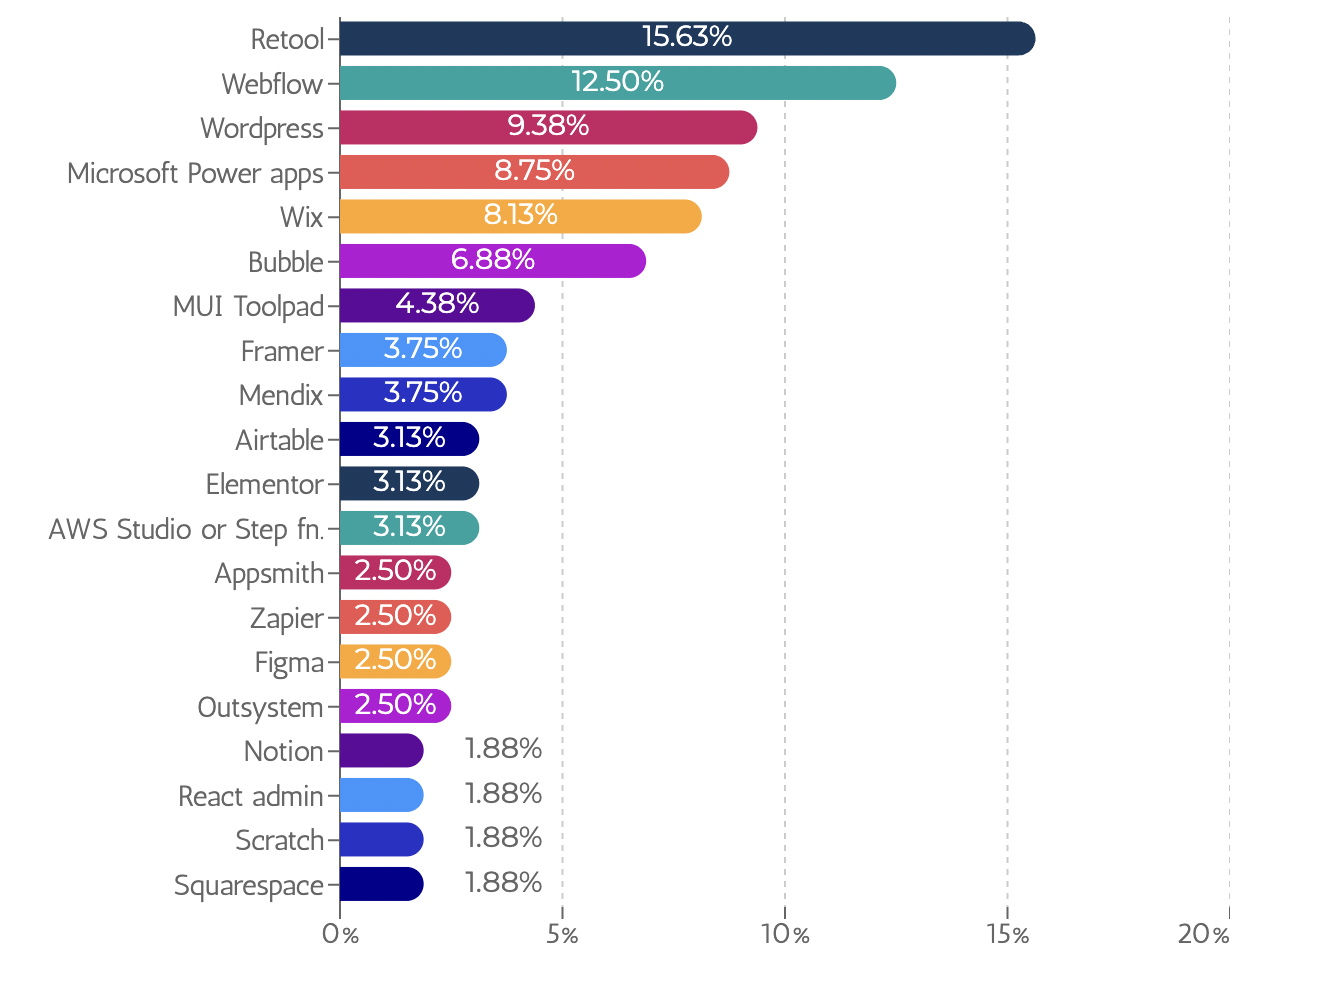 Retool 15.63%
Webflow 12.50%
Wordpress 9.38%
Microsoft Power apps 8.75%
Wix 8.13%
Bubble 6.88%
MUI Toolpad 4.38%
Framer 3.75%
Mendix 3.75%
Airtable 3.13%
Elementor 3.13%
AWS Studio or Step fn. 3.13%
Appsmith 2.50%
Zapier 2.50%
Figma 2.50%
Outsystem 2.50%
Notion 1.88%
React admin 1.88%
Scratch 1.88%
Squarespace 1.88%
0% 5% 10% 15% 20%